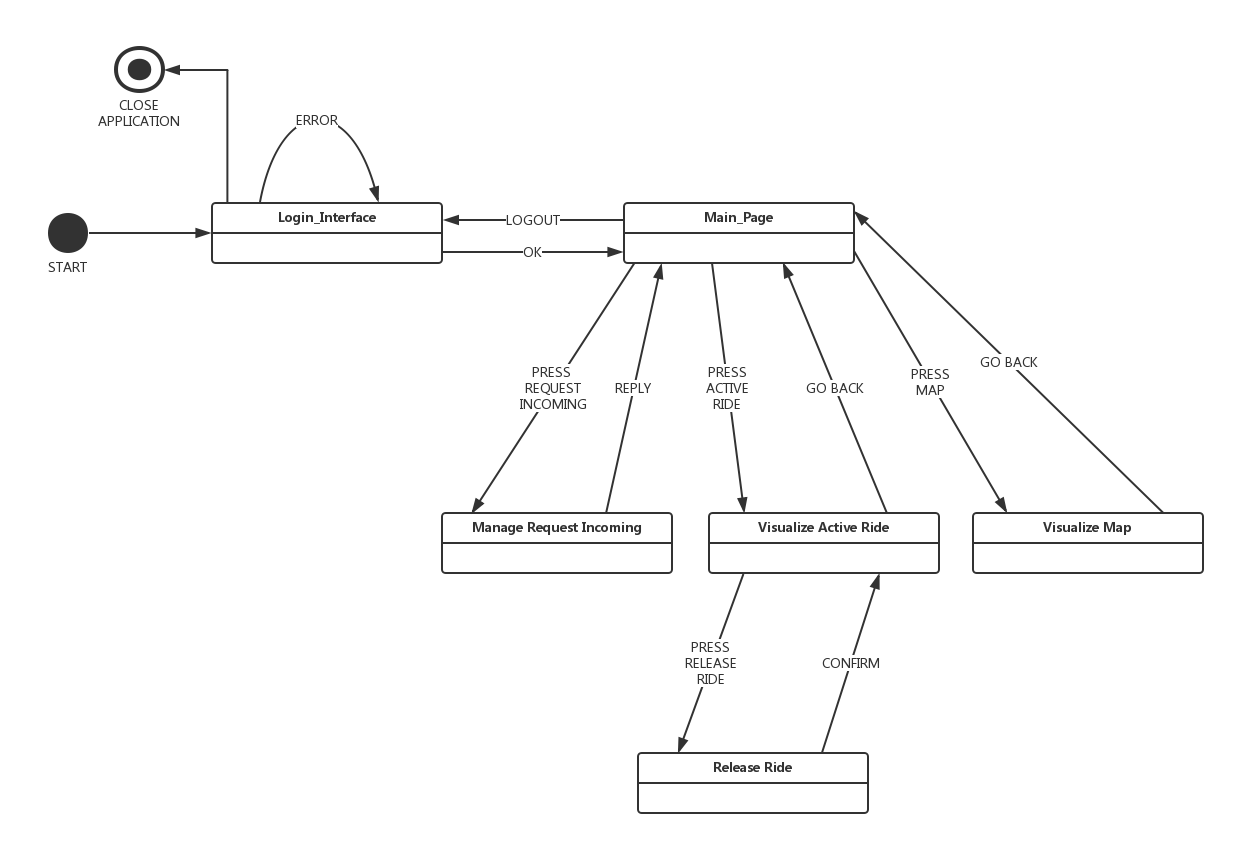 CLOSE
APPLICATION
ERROR
START
Login_Interface
LOGOUT
OK
Main_Page
PRESS
REQUEST
INCOMING
REPLY
PRESS
ACTIVE
RIDE
GO BACK
PRESS
MAP
GO BACK
Manage Request Incoming
Visualize Active Ride
Visualize Map
PRESS
RELEASE
RIDE
CONFIRM
Release Ride